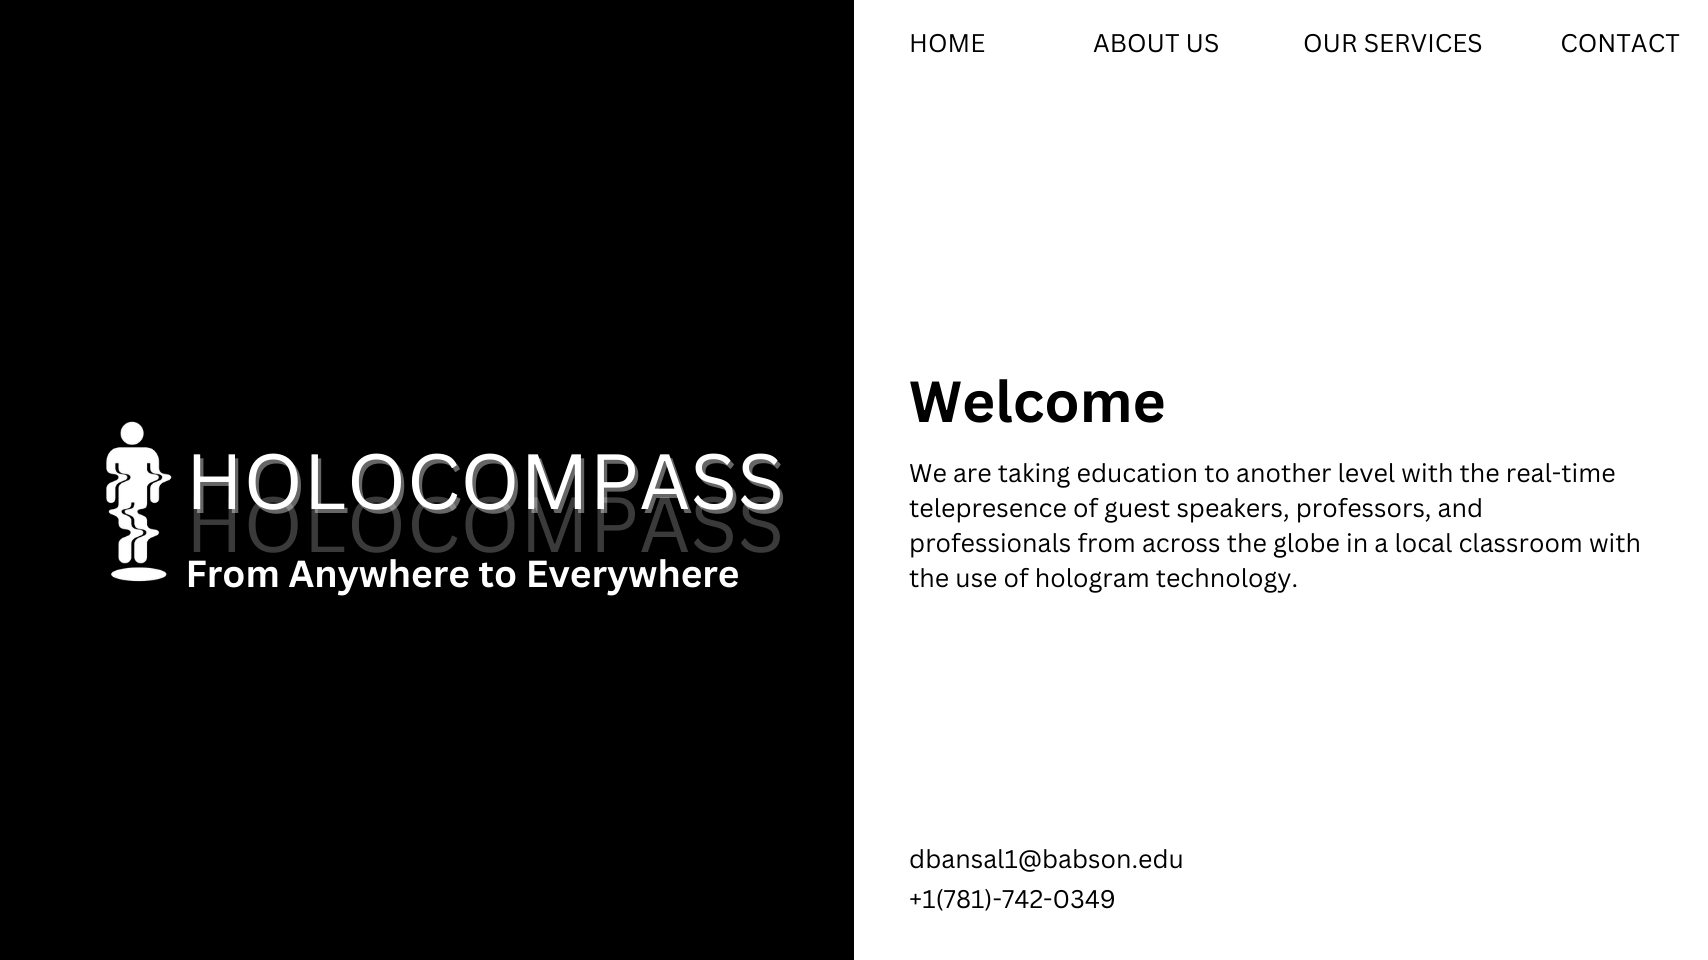 HOME ABOUT US OUR SERVICES CONTACT
HOLOCOMPASS
HOLOCOMPASS
From Anywhere to Everywhere
Welcome
We are taking education to another level with the real-time
telepresence of guest speakers, professors, and
professionals from across the globe in a local classroom with
the use of hologram technology.
dbansal1@babson.edu
+1(781)-742-0349